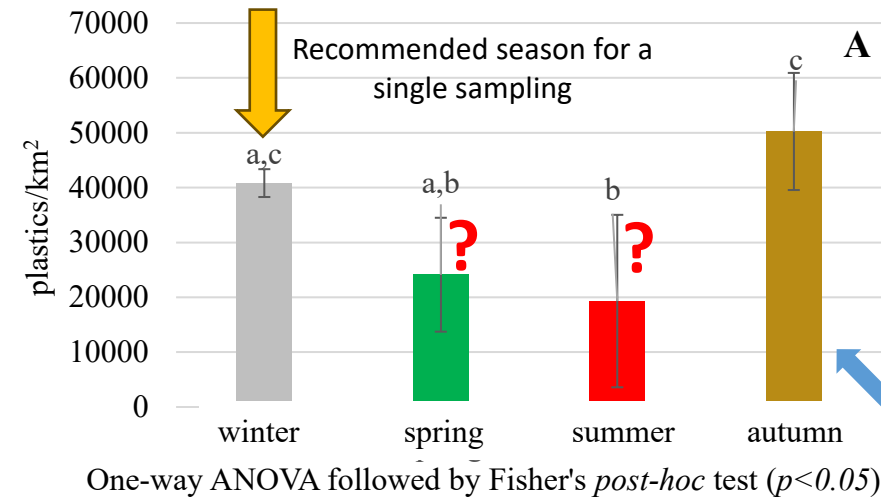 70000
A
Recommended season for a
single sampling
60000
c
50000
a,c
40000
a,b
b
30000
?
?
20000
10000
0
plastics/km²
winter
spring
summer
autumn
One-way ANOVA followed by Fisher's post-hoc test (p<0.05)